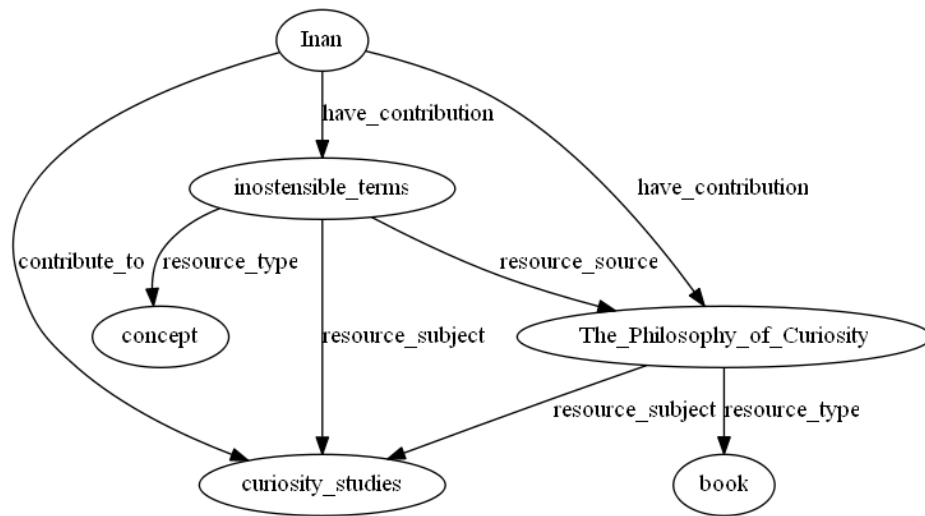 Inan
have_contribution
inostensible_terms
have_contribution
contribute_to
resource_type
resource_source
concept
resource_subject
The_Philosophy_of_Curiosity
resource_subject
resource_type
curiosity_studies
book